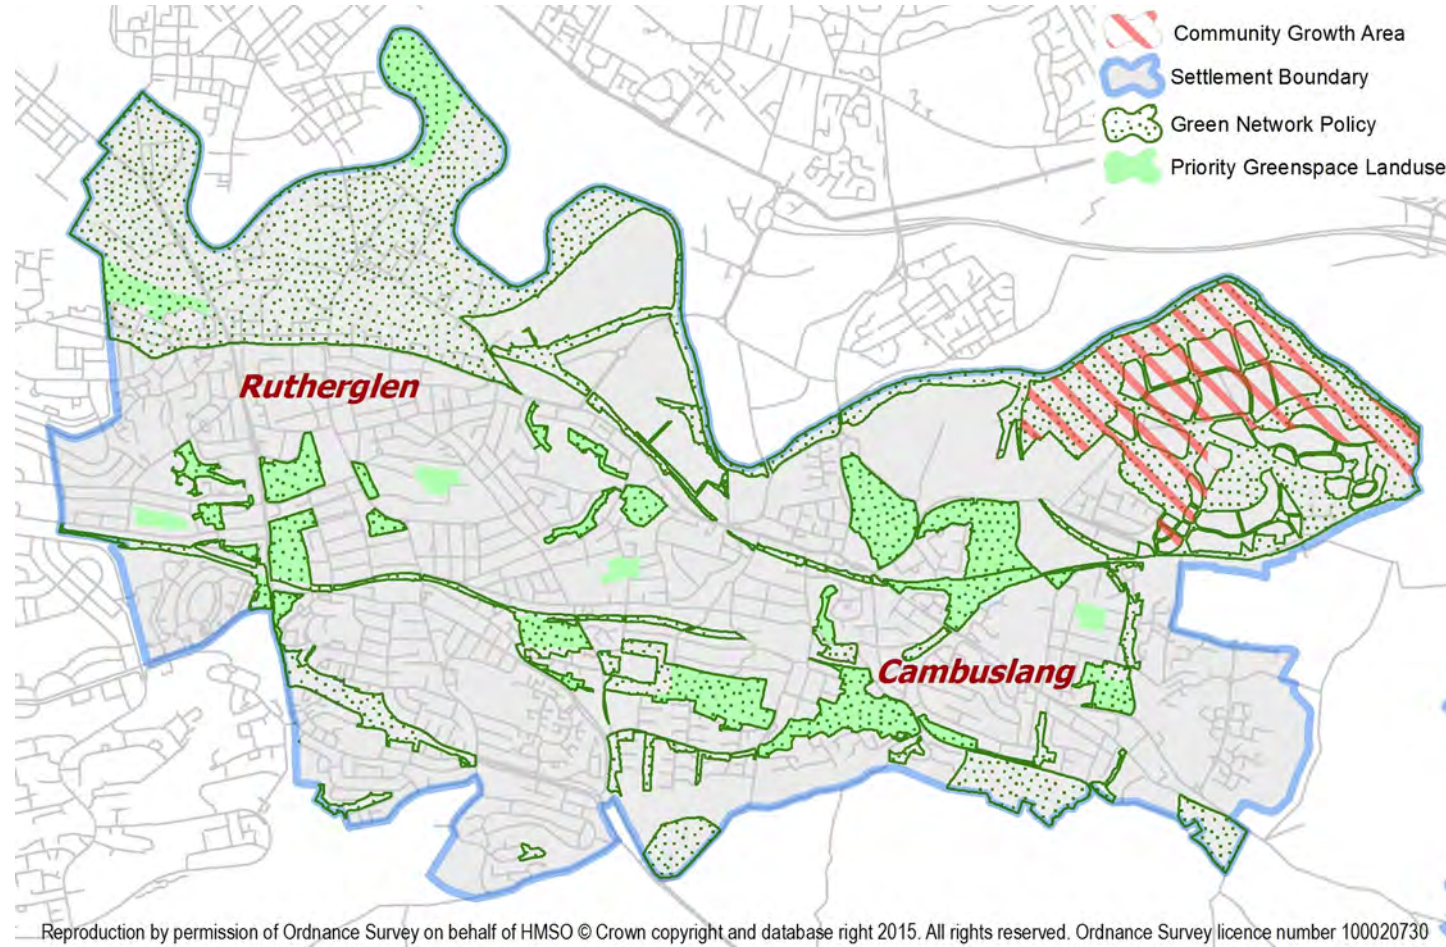 Community Growth Area
Settlement Boundary
Green Network Policy
Priority Greenspace Landuse
Rutherglen
Cambuslang
Reproduction by permission of Ordnance Survey on behalf of HMSO © Crown copyright and database right 2015. All rights reserved. Ordnance Survey licence number 100020730